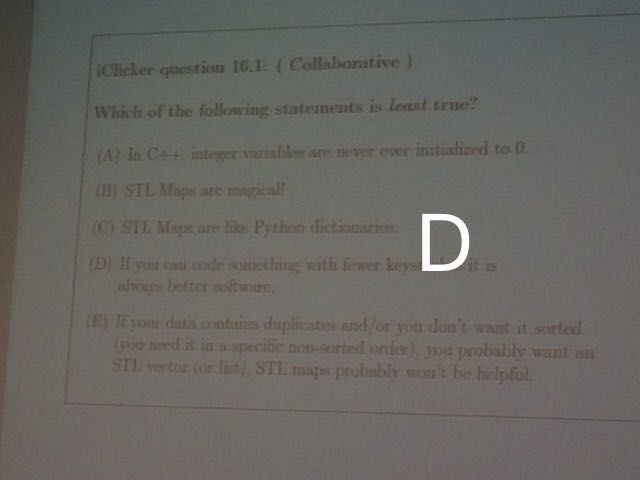 iClicker question 16.1: ( Collaborative )
Which of the following statements is least true?
(A) In C++, integer variables are never ever initialized to 0.
(B) STL Maps are magical!
(C) STL Maps are like Python dictionaries.
D
(D) If you can code something with fewer it is
always better software.
(E) If your data contains duplicates and/or you don't want it sorted
(you need it in a specific non-sorted order), you probably want an
STL vector (or list), STL maps probably won't be helpful.